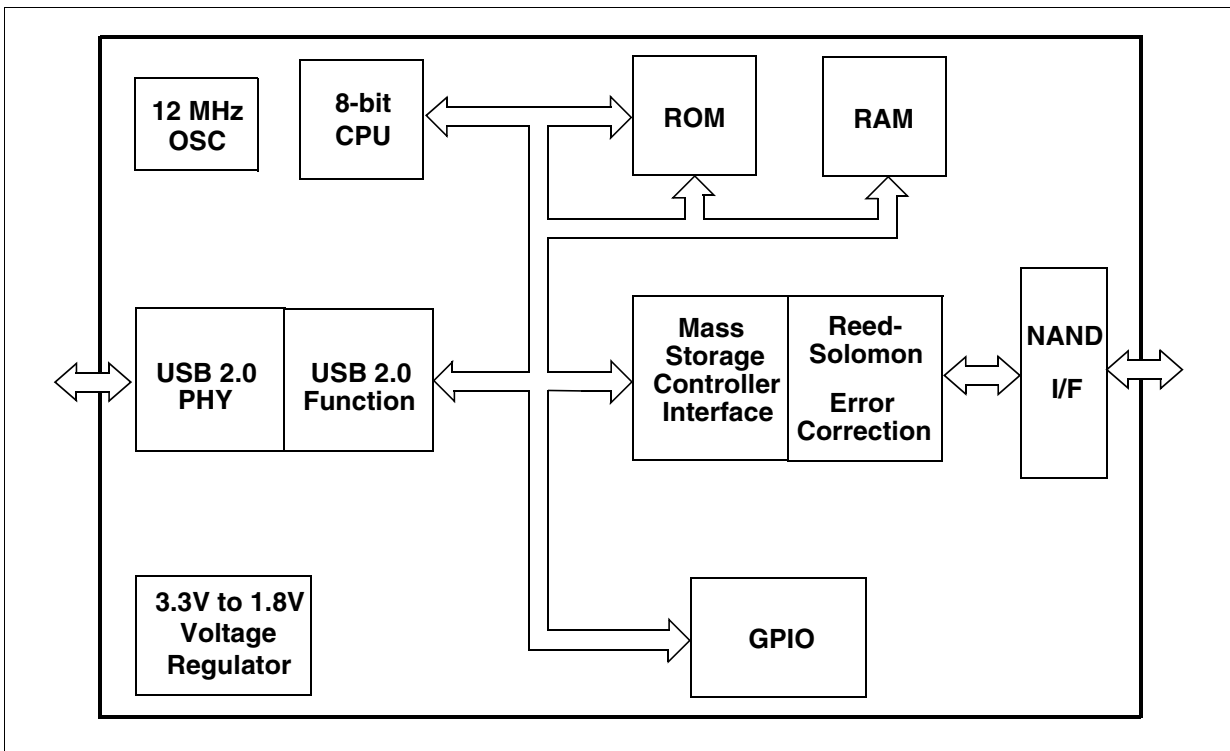 12 MHz
OSC
8-bit
CPU
ROM
RAM
USB 2.0
PHY
USB 2.0
Function
Mass
Storage
Controller
Interface
Reed-
Solomon
Error
Correction
NAND
I/F
3.3V to 1.8V
Voltage
Regulator
GPIO